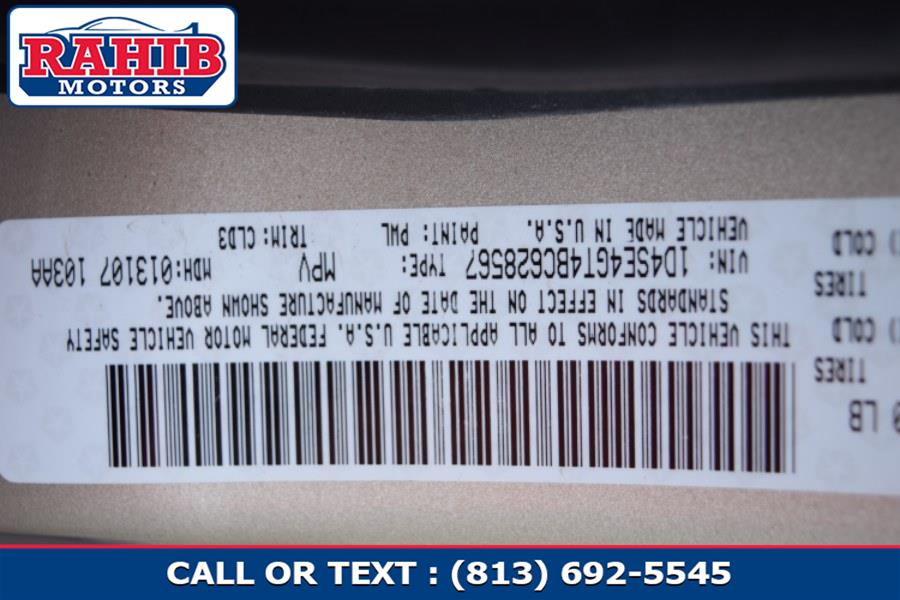 RAHIB
MOTORS
THIS VEHICLE CONFORMS TO ALL APPLICABLE U.S.A. FEDERAL MOTOR VEHICLE SAFETY
STANDARDS IN EFFECT ON THE DATE OF MANUFACTURE SHOWN ABOVE.
VIN: 1D4SE4GT4BC628567 TYPE: MPV MDH:013107 103AA
VEHICLE MADE IN U.S.A. PAINT: PWL TRIM: CLD3
LB
TIRES
COLD
TIRES
COLD
CALL OR TEXT : (813) 692-5545